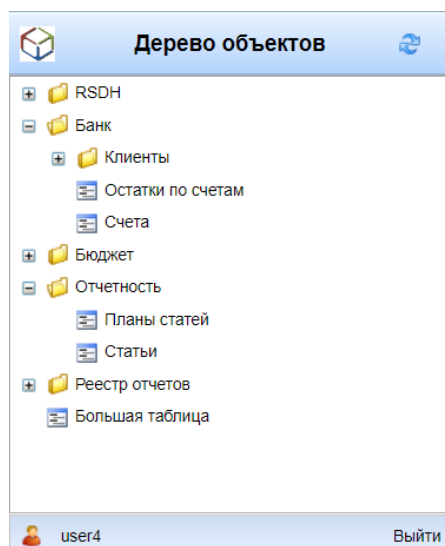 Дерево объектов
RSDH
Банк
Клиенты
Остатки по счетам
Счета
Бюджет
Отчетность
Планы статей
Статьи
Реестр отчетов
Большая таблица
user4 Выйти